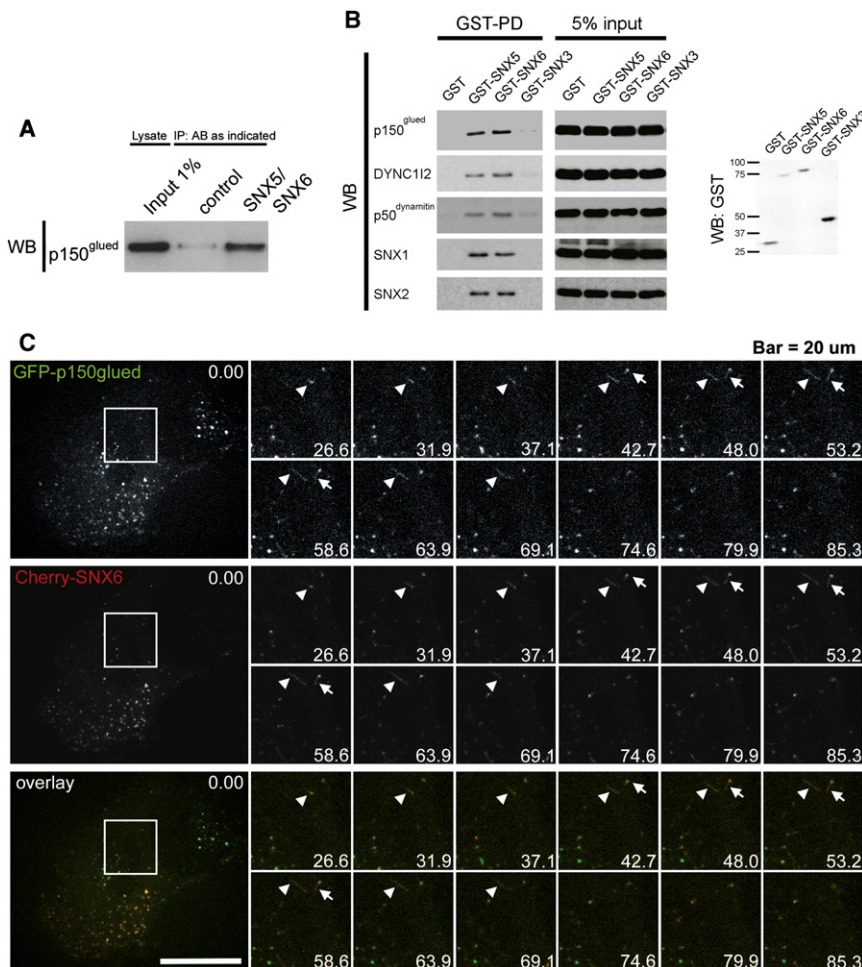 A
Lysate IP: AB as indicated
Input 1% control SNX5/SNX6
WB p150glued
B
GST-PD 5% input
GST GST-SNX5 GST-SNX6 GST-SNX3 GST GST-SNX5 GST-SNX6 GST-SNX3
WB
p150glued
DYNC1I2
p50dynamitin
SNX1
SNX2
GST GST-SNX5 GST-SNX6 GST-SNX3
WB: GST
100
75
50
37
25
C
Bar = 20 um
GFP-p150glued 0.00
26.6 31.9 37.1 42.7 48.0 53.2
58.6 63.9 69.1 74.6 79.9 85.3
Cherry-SNX6 0.00
26.6 31.9 37.1 42.7 48.0 53.2
58.6 63.9 69.1 74.6 79.9 85.3
overlay 0.00
26.6 31.9 37.1 42.7 48.0 53.2
58.6 63.9 69.1 74.6 79.9 85.3